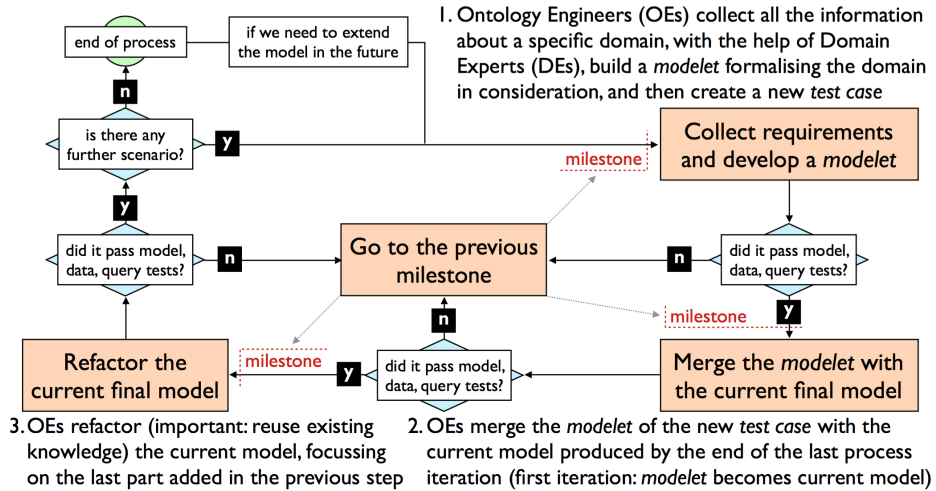 1. Ontology Engineers (OEs) collect all the information
about a specific domain, with the help of Domain
Experts (DEs), build a modelet formalising the domain
in consideration, and then create a new test case
end of process
if we need to extend
the model in the future
n
is there any
further scenario?
y
milestone
Collect requirements
and develop a modelet
y
did it pass model,
data, query tests?
n
Go to the previous
milestone
n
did it pass model,
data, query tests?
y
milestone
n
Refactor the
current final model
milestone
y
did it pass model,
data, query tests?
Merge the modelet with
the current final model
3. OEs refactor (important: reuse existing
knowledge) the current model, focussing
on the last part added in the previous step
2. OEs merge the modelet of the new test case with the
current model produced by the end of the last process
iteration (first iteration: modelet becomes current model)